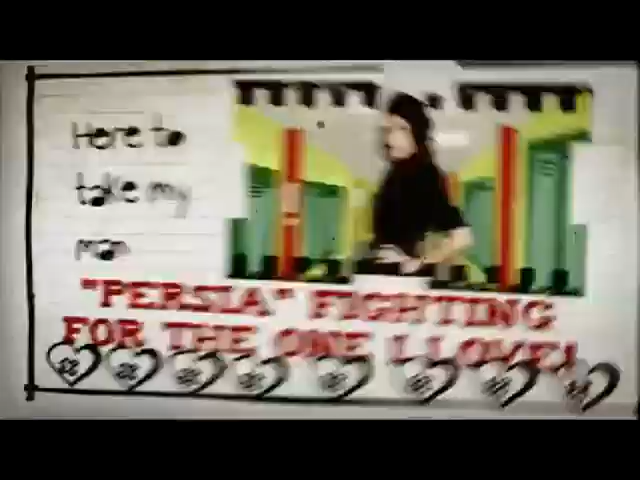 Here to
take my
man
"PERSIA" FIGHTING
FOR THE ONE I LOVE!